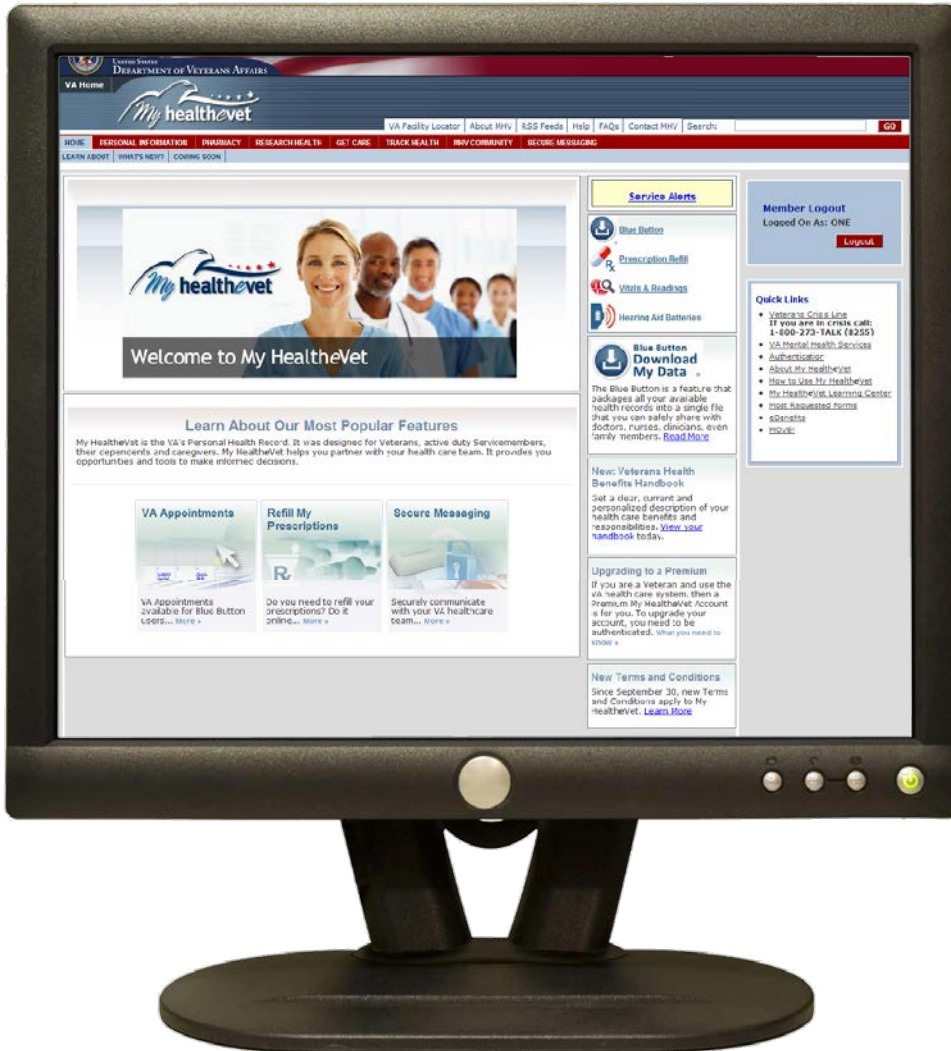 UNITED STATES
DEPARTMENT OF VETERANS AFFAIRS
VA Home
My healthevet
VA Facility Locator About MHV RSS Feeds Help FAQs Contact MHV Search: GO
HOME PERSONAL INFORMATION PHARMACY RESEARCH HEALTH GET CARE TRACK HEALTH MHV COMMUNITY SECURE MESSAGING
LEARN ABOUT WHAT'S NEW? COMING SOON
My healthevet
Welcome to My HealtheVet
Learn About Our Most Popular Features
My HealtheVet is the VA's Personal Health Record. It was designed for Veterans, active duty Servicemembers,
their dependents and caregivers. My HealtheVet helps you partner with your health care team. It provides you
opportunities and tools to make informed decisions.
VA Appointments
VA Appointments
available for Blue Button
users... More »
Refill My
Prescriptions
Rx
Do you need to refill your
prescriptions? Do it
online... More »
Secure Messaging
Securely communicate
with your VA healthcare
team... More »
Service Alerts
Blue Button
Prescription Refill
Vitals & Readings
Hearing Aid Batteries
Blue Button
Download
My Data
The Blue Button is a feature that
packages all your available
health records into a single file
that you can safely share with
doctors, nurses, clinicians, even
family members. Read More
New: Veterans Health
Benefits Handbook
Get a clear, current and
personalized description of your
health care benefits and
responsibilities. View your
handbook today.
Upgrading to a Premium
If you are a Veteran and use the
VA health care system, then a
Premium My HealtheVet Account
is for you. To upgrade your
account, you need to be
authenticated. What you need to
know »
New Terms and Conditions
Since September 30, new Terms
and Conditions apply to My
HealtheVet. Learn More
Member Logout
Logged On As: ONE
Logout
Quick Links
Veterans Crisis Line
If you are in crisis call:
1-800-273-TALK (8255)
VA Mental Health Services
Authentication
About My HealtheVet
How to Use My HealtheVet
My HealtheVet Learning Center
Most Requested Forms
eBenefits
MOVE!